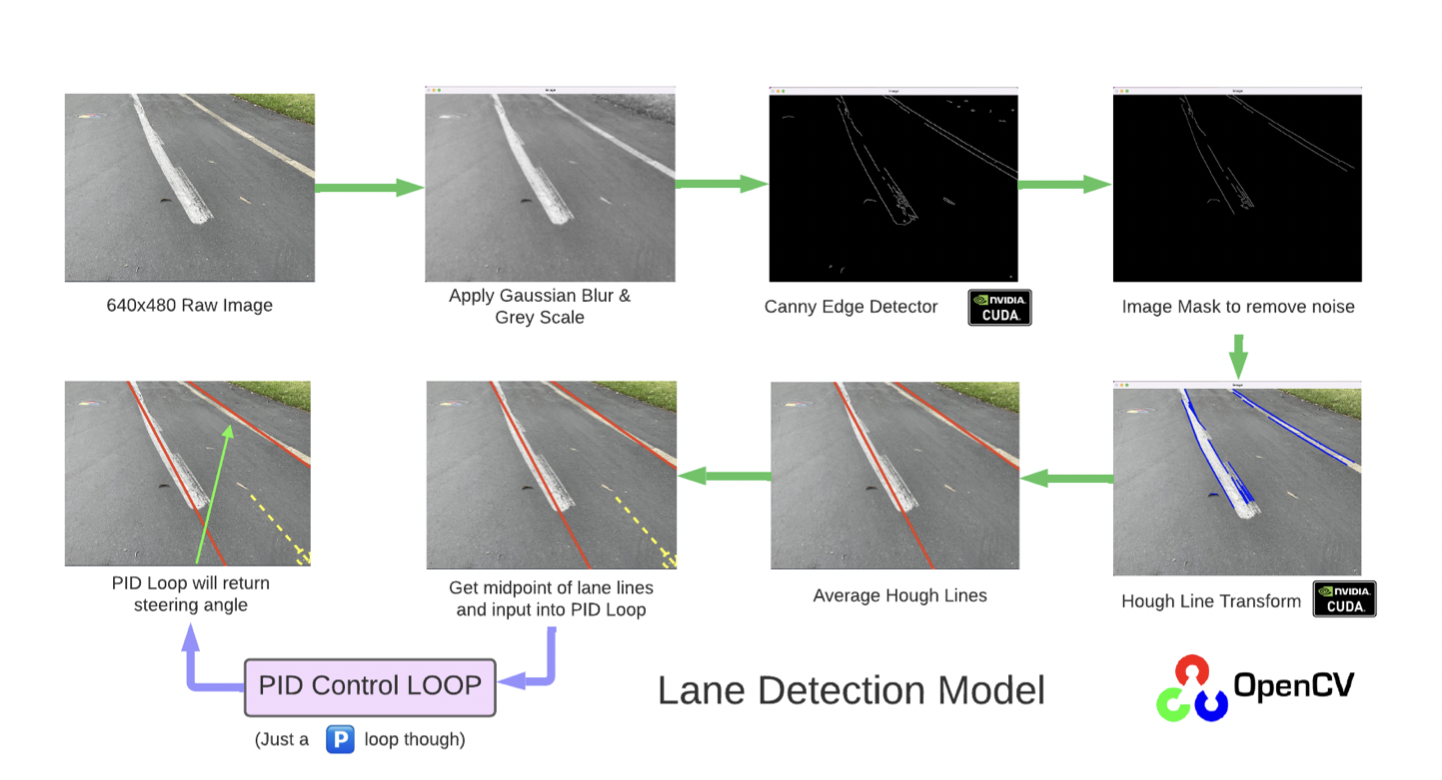 640x480 Raw Image
Apply Gaussian Blur &
Grey Scale
Canny Edge Detector
NVIDIA.
CUDA.
Image Mask to remove noise
PID Loop will return
steering angle
Get midpoint of lane lines
and input into PID Loop
Average Hough Lines
Hough Line Transform
NVIDIA.
CUDA.
PID Control LOOP
(Just a P loop though)
Lane Detection Model
OpenCV